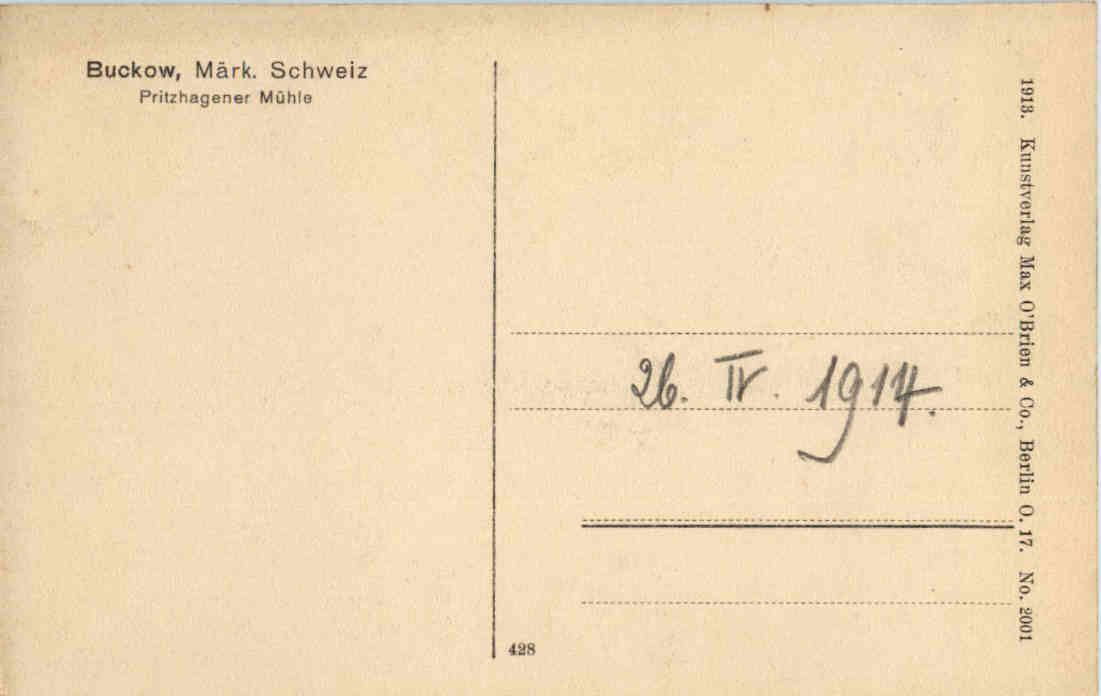 Buckow, Märk. Schweiz
Pritzhagener Mühle
26. IV. 1914.
428
1913. Kunstverlag Max O'Brien & Co., Berlin O. 17. No. 2001